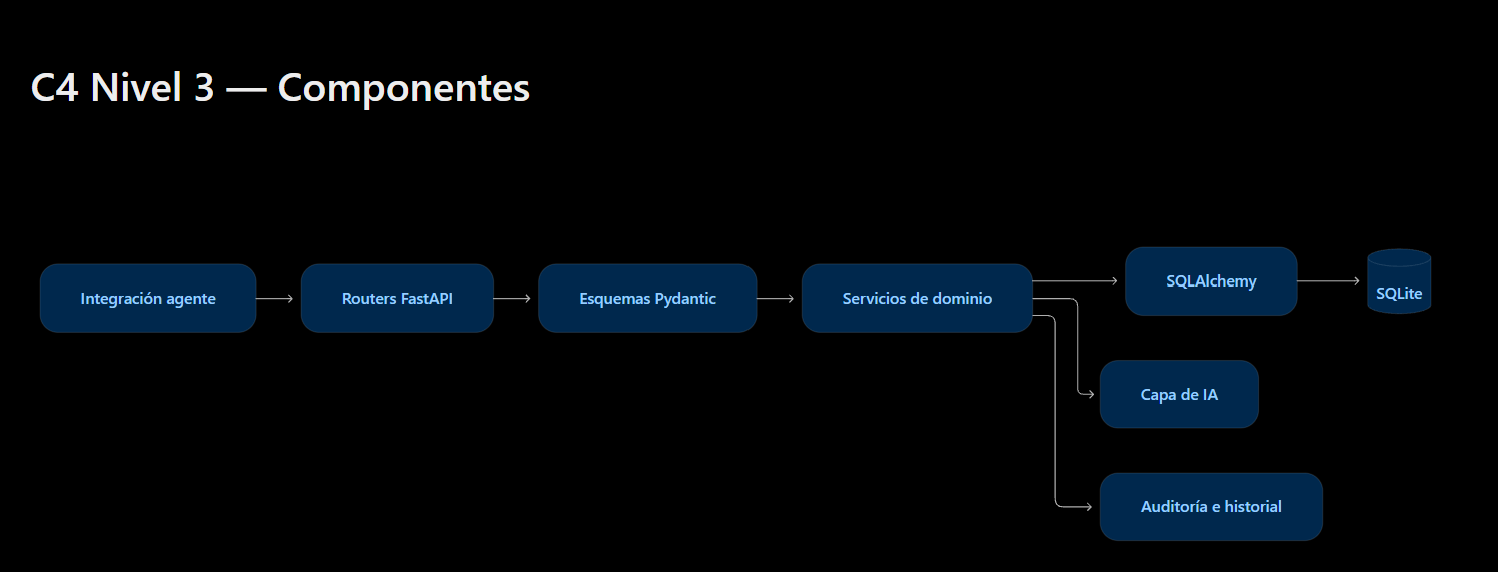 C4 Nivel 3 — Componentes
Integración agente
Routers FastAPI
Esquemas Pydantic
Servicios de dominio
SQLAlchemy
SQLite
Capa de IA
Auditoría e historial